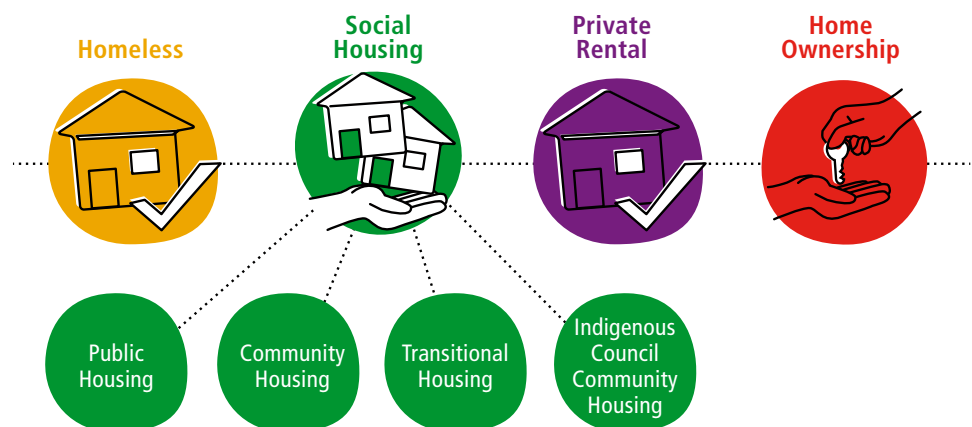 Homeless
Social
Housing
Private
Rental
Home
Ownership
Public
Housing
Community
Housing
Transitional
Housing
Indigenous
Council
Community
Housing